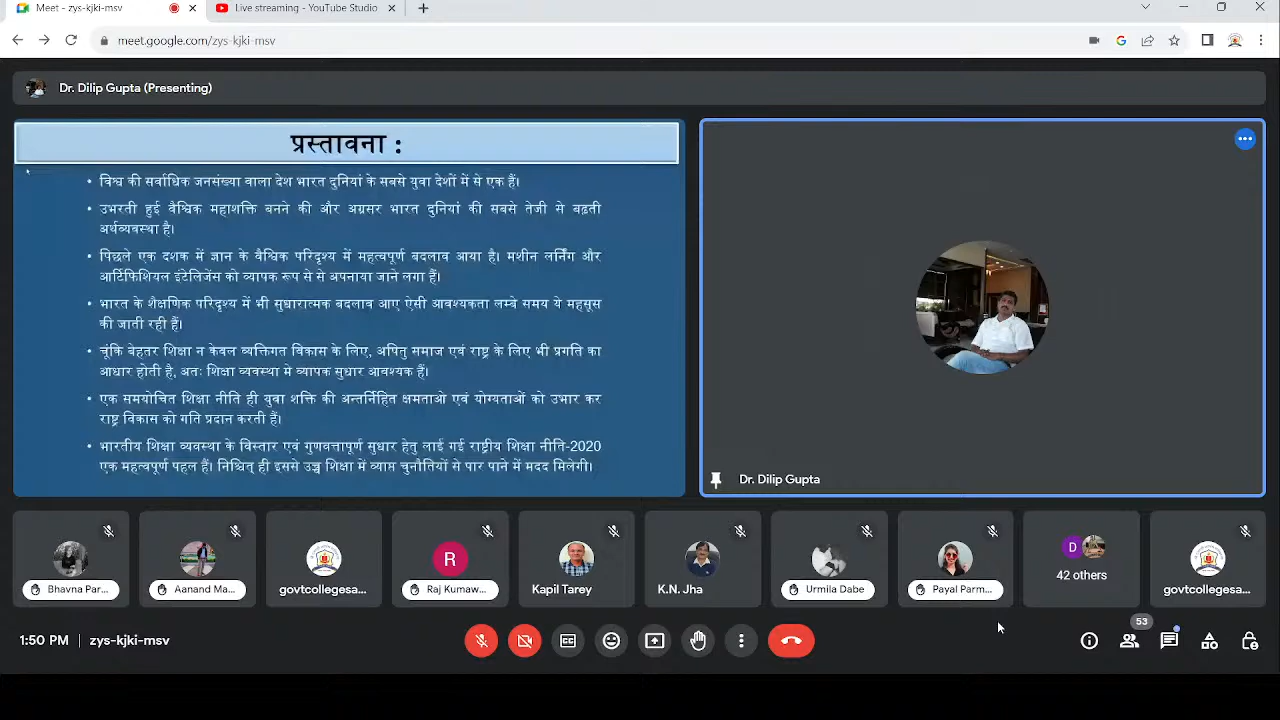 Meet - zys-kjki-msv
Live streaming - YouTube Studio
meet.google.com/zys-kjki-msv
Dr. Dilip Gupta (Presenting)
प्रस्तावना :
• विश्व की सर्वाधिक जनसंख्या वाला देश भारत दुनियां के सबसे युवा देशों में से एक हैं।
• उभरती हुई वैश्विक महाशक्ति बनने की और अग्रसर भारत दुनियां की सबसे तेजी से बढ़ती
अर्थव्यवस्था है।
• पिछले एक दशक में ज्ञान के वैश्विक परिदृश्य में महत्वपूर्ण बदलाव आया है। मशीन लर्निंग और
आर्टिफिशियल इंटेलिजेंस को व्यापक रूप से से अपनाया जाने लगा हैं।
• भारत के शैक्षणिक परिदृश्य में भी सुधारात्मक बदलाव आए ऐसी आवश्यकता लम्बे समय ये महसूस
की जाती रही हैं।
• चूंकि बेहतर शिक्षा न केवल व्यक्तिगत विकास के लिए, अपितु समाज एवं राष्ट्र के लिए भी प्रगति का
आधार होती है, अतः शिक्षा व्यवस्था मे व्यापक सुधार आवश्यक हैं।
• एक समयोचित शिक्षा नीति ही युवा शक्ति की अन्तर्निहित क्षमताओ एवं योग्यताओं को उभार कर
राष्ट्र विकास को गति प्रदान करती हैं।
• भारतीय शिक्षा व्यवस्था के विस्तार एवं गुणवत्तापूर्ण सुधार हेतु लाई गई राष्ट्रीय शिक्षा नीति-2020
एक महत्वपूर्ण पहल हैं। निश्चित् ही इससे उच्च शिक्षा में व्याप्त चुनौतियों से पार पाने में मदद मिलेगी।
Dr. Dilip Gupta
Bhavna Par...
Aanand Ma...
govtcollegesa...
R
Raj Kumaw...
Kapil Tarey
K.N. Jha
Urmila Dabe
Payal Parm...
D
42 others
govtcollegesa...
1:50 PM | zys-kjki-msv
53